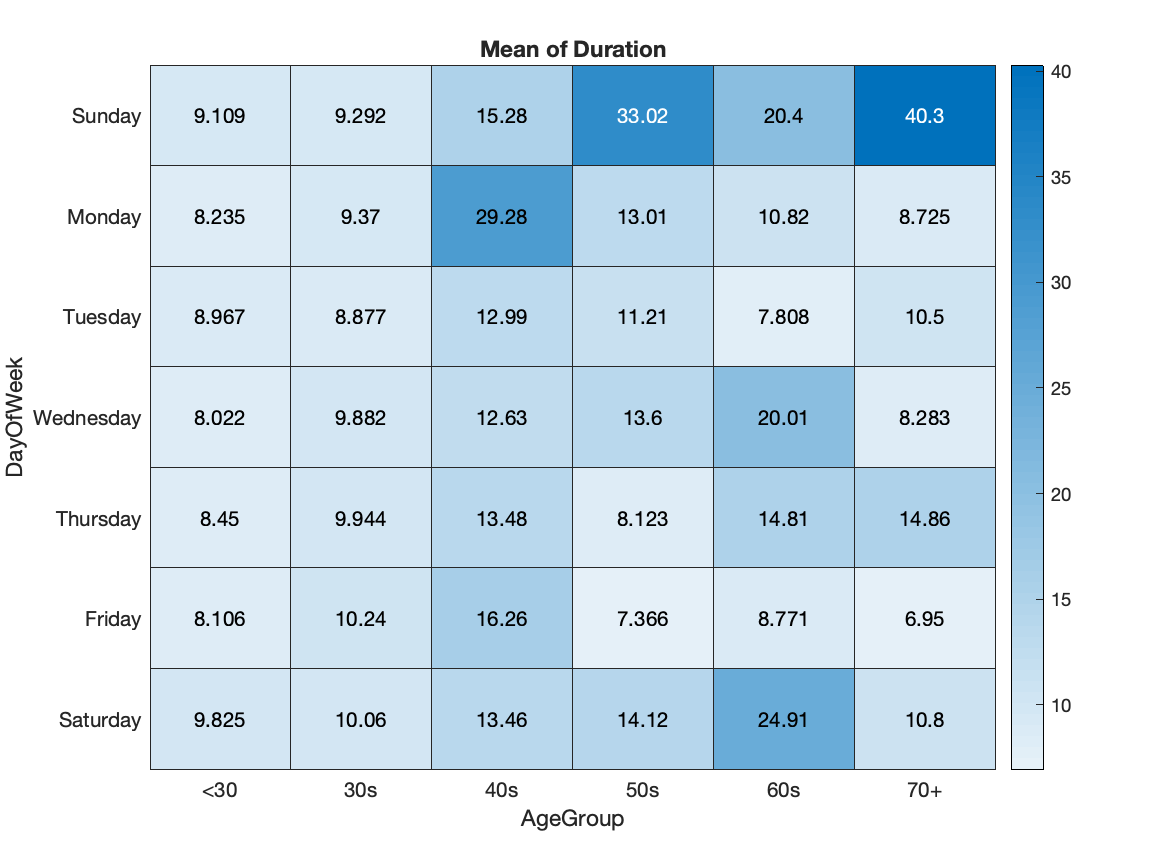 Mean of Duration
Sunday 9.109 9.292 15.28 33.02 20.4 40.3
Monday 8.235 9.37 29.28 13.01 10.82 8.725
Tuesday 8.967 8.877 12.99 11.21 7.808 10.5
Wednesday 8.022 9.882 12.63 13.6 20.01 8.283
Thursday 8.45 9.944 13.48 8.123 14.81 14.86
Friday 8.106 10.24 16.26 7.366 8.771 6.95
Saturday 9.825 10.06 13.46 14.12 24.91 10.8
<30 30s 40s 50s 60s 70+
AgeGroup
DayOfWeek
40
35
30
25
20
15
10